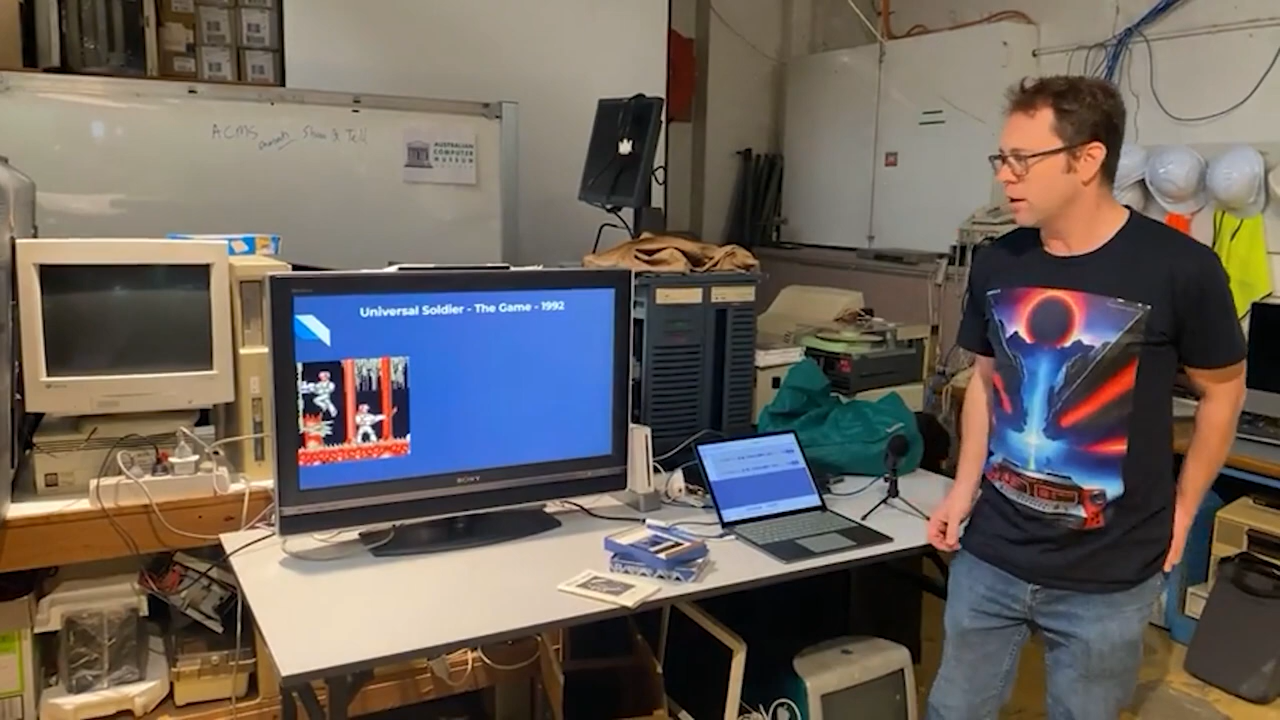 ACMS
Show & Tell
AUSTRALIAN
COMPUTER
MUSEUM
Universal Soldier - The Game - 1992
SONY